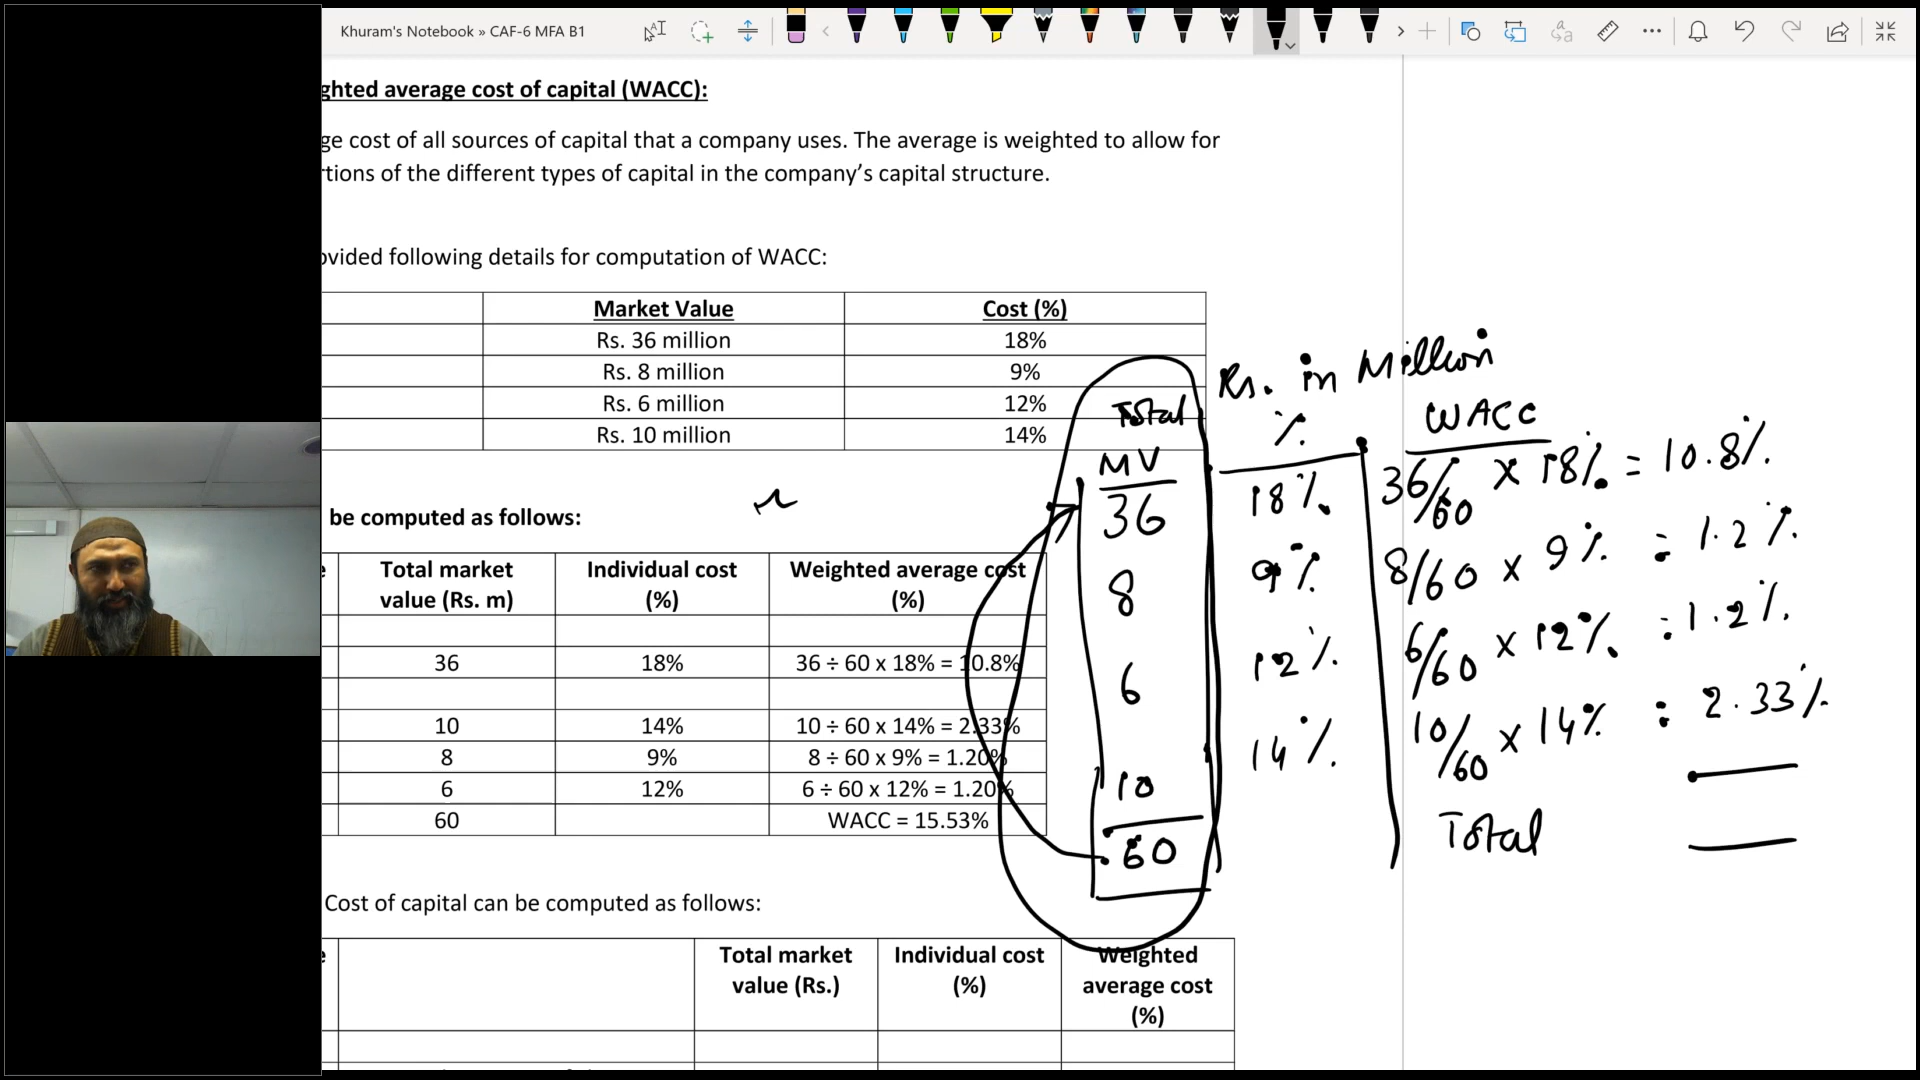 Khuram's Notebook » CAF-6 MFA B1
ghted average cost of capital (WACC):
ge cost of all sources of capital that a company uses. The average is weighted to allow for
rtions of the different types of capital in the company's capital structure.
ovided following details for computation of WACC:
Market Value Cost (%)
Rs. 36 million 18%
Rs. 8 million 9%
Rs. 6 million 12%
Rs. 10 million 14%
be computed as follows:
e Total market value (Rs. m) Individual cost (%) Weighted average cost (%)
36 18% 36 ÷ 60 x 18% = 10.8%
10 14% 10 ÷ 60 x 14% = 2.33%
8 9% 8 ÷ 60 x 9% = 1.20%
6 12% 6 ÷ 60 x 12% = 1.20%
60 WACC = 15.53%
Rs. in Million
Total MV % WACC
36 18% 36/60 x 18% = 10.8%
8 9% 8/60 x 9% = 1.2%
6 12% 6/60 x 12% = 1.2%
10 14% 10/60 x 14% = 2.33%
60 Total
Cost of capital can be computed as follows:
e Total market value (Rs.) Individual cost (%) Weighted average cost (%)